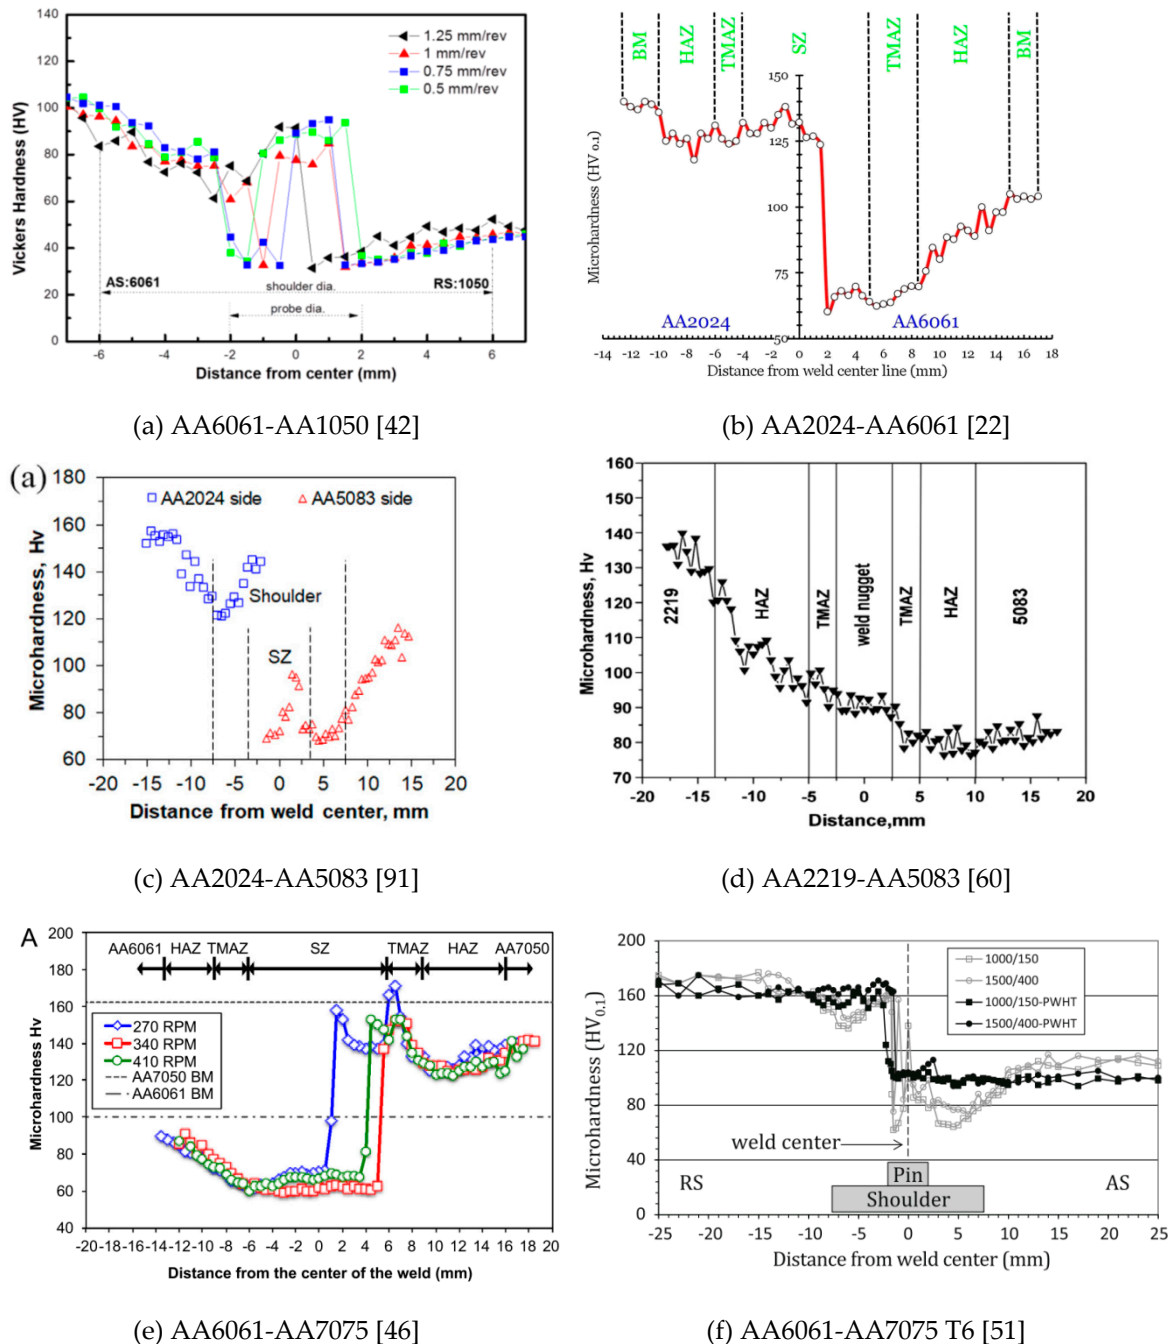 Vickers Hardness (HV)
140
120
100
80
60
40
20
0
1.25 mm/rev
1 mm/rev
0.75 mm/rev
0.5 mm/rev
AS:6061
shoulder dia.
RS:1050
probe dia.
-6 -4 -2 0 2 4 6
Distance from center (mm)
(a) AA6061-AA1050 [42]
BM
HAZ
TMAZ
SZ
TMAZ
HAZ
BM
Microhardness (HV 0.1)
150
125
100
75
50
AA2024
AA6061
-14 -12 -10 -8 -6 -4 -2 0 2 4 6 8 10 12 14 16 18
Distance from weld center line (mm)
(b) AA2024-AA6061 [22]
(a)
Microhardness, Hv
180
160
140
120
100
80
60
AA2024 side
AA5083 side
Shoulder
SZ
-20 -15 -10 -5 0 5 10 15 20
Distance from weld center, mm
(c) AA2024-AA5083 [91]
Microhardness, Hv
160
150
140
130
120
110
100
90
80
70
2219
HAZ
TMAZ
weld nugget
TMAZ
HAZ
5083
-20 -15 -10 -5 0 5 10 15 20
Distance,mm
(d) AA2219-AA5083 [60]
A
Microhardness Hv
200
180
160
140
120
100
80
60
40
AA6061 HAZ TMAZ SZ TMAZ HAZ AA7050
270 RPM
340 RPM
410 RPM
AA7050 BM
AA6061 BM
-20 -18 -16 -14 -12 -10 -8 -6 -4 -2 0 2 4 6 8 10 12 14 16 18 20
Distance from the center of the weld (mm)
(e) AA6061-AA7075 [46]
Microhardness (HV0.1)
200
160
120
80
40
0
1000/150
1500/400
1000/150-PWHT
1500/400-PWHT
weld center
RS
Pin
AS
Shoulder
-25 -20 -15 -10 -5 0 5 10 15 20 25
Distance from weld center (mm)
(f) AA6061-AA7075 T6 [51]